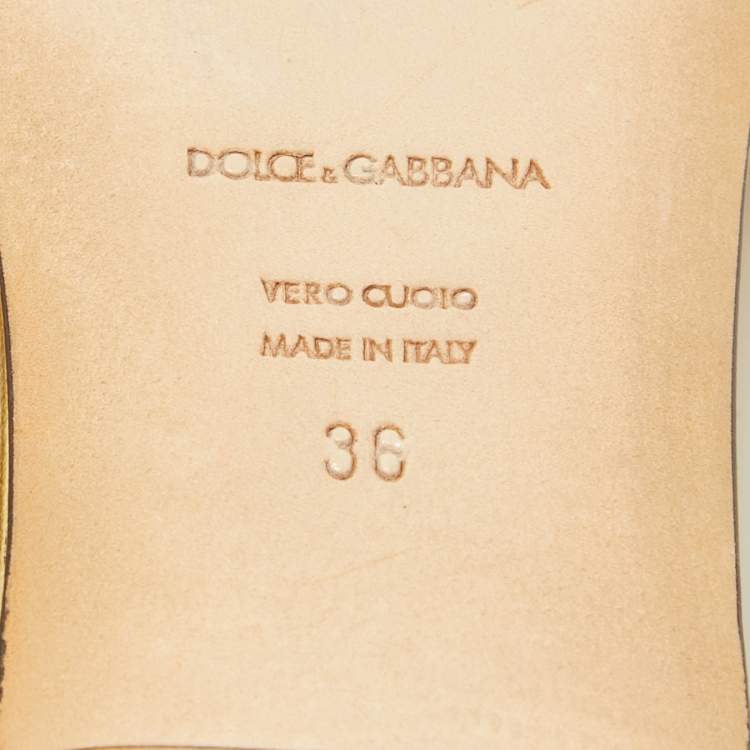 DOLCE & GABBANA
VERO CUOIO
MADE IN ITALY
36